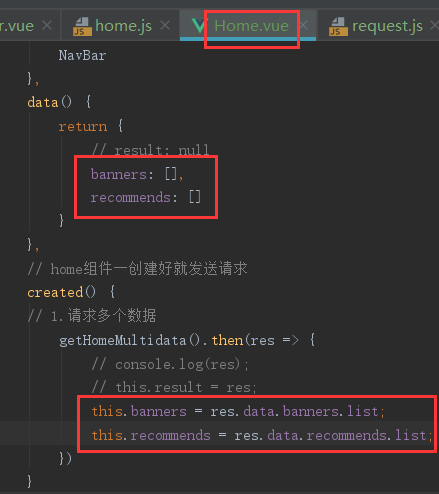 r.vue × home.js × Home.vue × request.js
NavBar
},
data() {
return {
// result: null
banners: [],
recommends: []
}
},
// home组件一创建好就发送请求
created() {
// 1.请求多个数据
getHomeMultidata().then(res => {
// console.log(res);
// this.result = res;
this.banners = res.data.banners.list;
this.recommends = res.data.recommends.list;
})
}